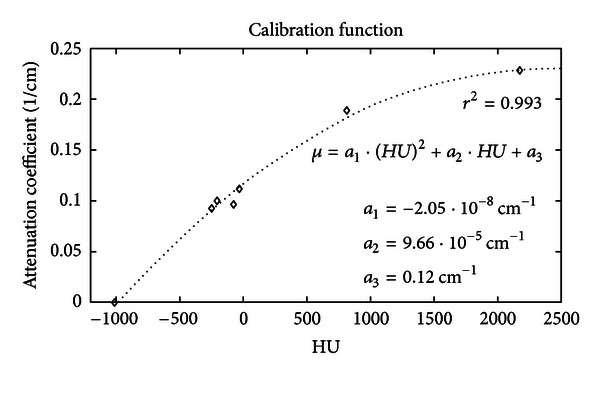 Calibration function
0.25
0.2
0.15
0.1
0.05
0
Attenuation coefficient (1/cm)
r² = 0.993
μ = a₁ · (HU)² + a₂ · HU + a₃
a₁ = −2.05 · 10⁻⁸ cm⁻¹
a₂ = 9.66 · 10⁻⁵ cm⁻¹
a₃ = 0.12 cm⁻¹
−1000 −500 0 500 1000 1500 2000 2500
HU